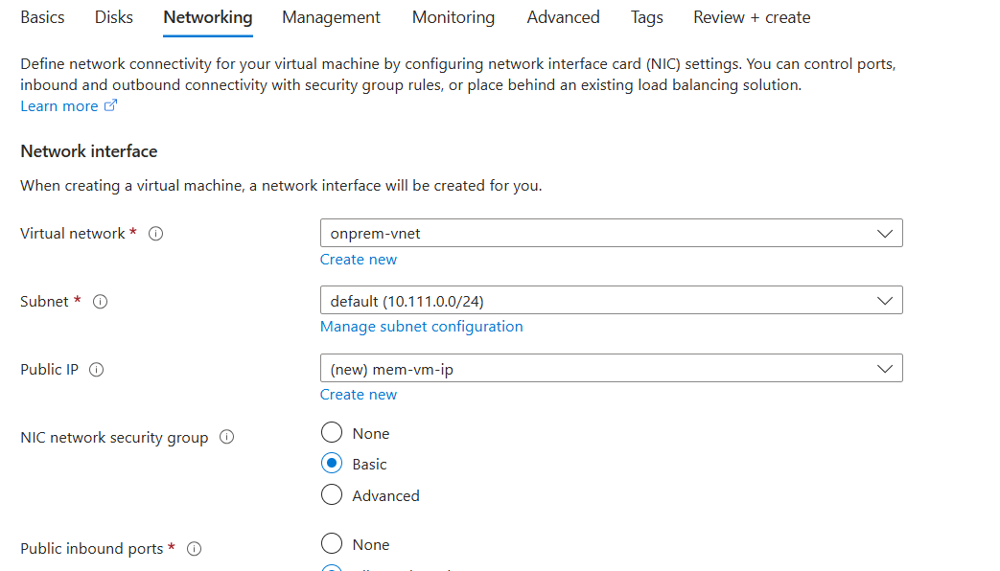 Basics Disks Networking Management Monitoring Advanced Tags Review + create
Define network connectivity for your virtual machine by configuring network interface card (NIC) settings. You can control ports,
inbound and outbound connectivity with security group rules, or place behind an existing load balancing solution.
Learn more
Network interface
When creating a virtual machine, a network interface will be created for you.
Virtual network * onprem-vnet
Create new
Subnet * default (10.111.0.0/24)
Manage subnet configuration
Public IP (new) mem-vm-ip
Create new
NIC network security group
None
Basic
Advanced
Public inbound ports *
None